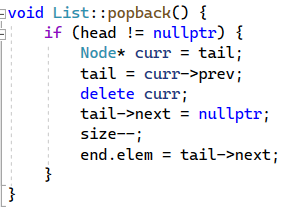 void List::popback() {
    if (head != nullptr) {
        Node* curr = tail;
        tail = curr->prev;
        delete curr;
        tail->next = nullptr;
        size--;
        end.elem = tail->next;
    }
}